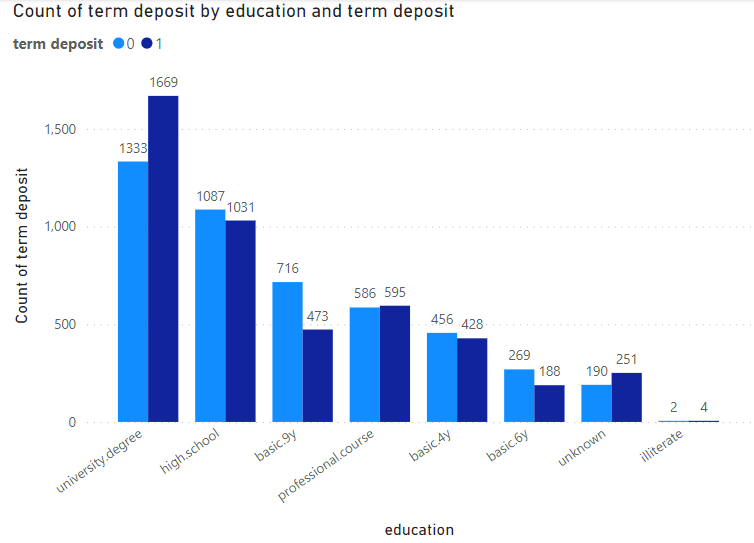 Count of term deposit by education and term deposit
term deposit 0 1
1669
1,500
1333
1087
1031
1,000
716
586 595
500
473
456 428
269
188
190
251
2 4
0
university.degree
high.school
basic.9y
professional.course
basic.4y
basic.6y
unknown
illiterate
Count of term deposit
education